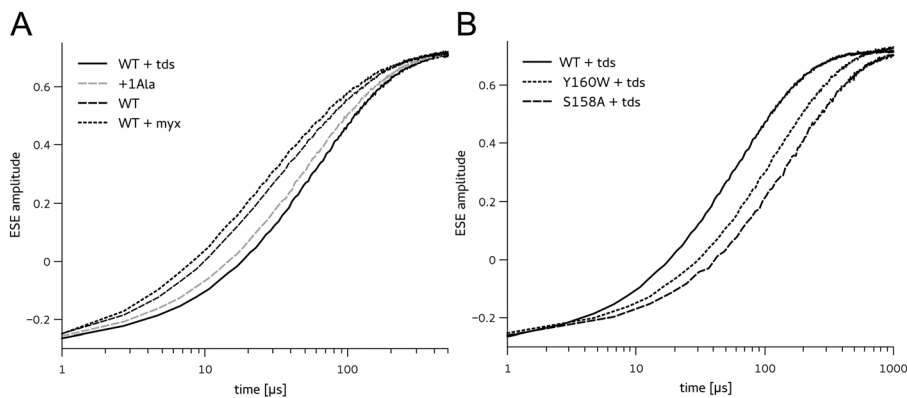 A
WT + tds
+1Ala
WT
WT + myx
0.6
0.4
0.2
0
−0.2
ESE amplitude
1
10
100
time [µs]
B
WT + tds
Y160W + tds
S158A + tds
0.6
0.4
0.2
0
−0.2
ESE amplitude
1
10
100
1000
time [µs]